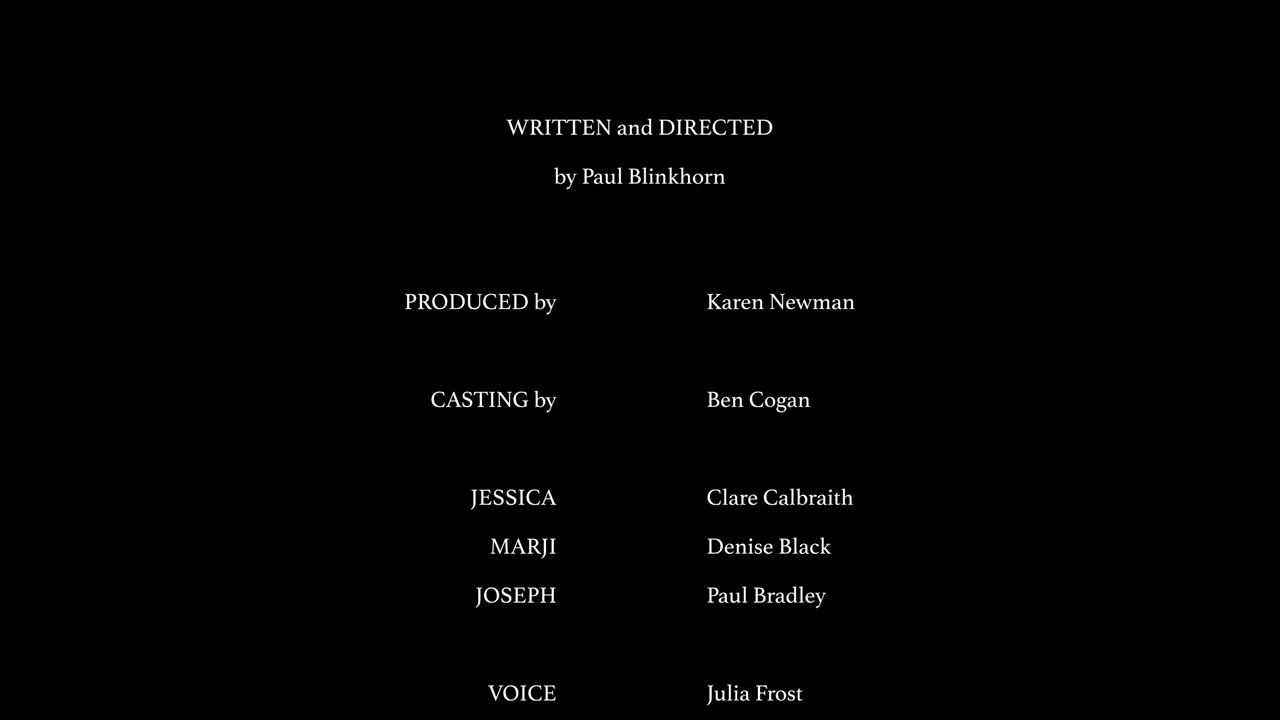 WRITTEN and DIRECTED
by Paul Blinkhorn
PRODUCED by Karen Newman
CASTING by Ben Cogan
JESSICA Clare Calbraith
MARJI Denise Black
JOSEPH Paul Bradley
VOICE Julia Frost